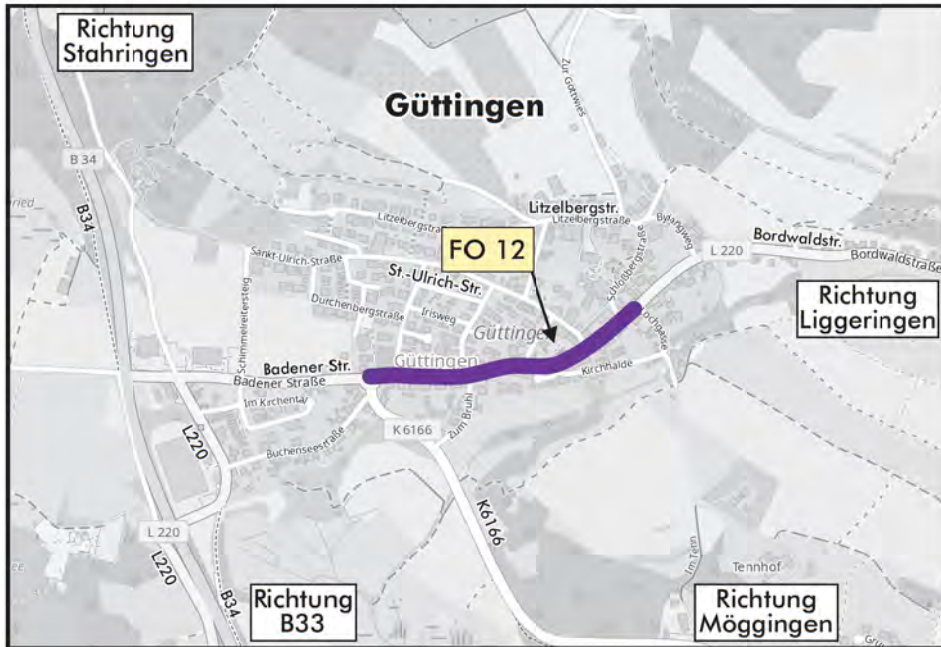 Richtung
Stahringen
Güttingen
Zur Gottwies
B 34
B34
Litzelbergstr.
Litzelbergstraße
Litzelbergstraße
Bylangweg
L 220
Bordwaldstr.
Bordwaldstraße
FO 12
Sankt-Ulrich-Straße
St.-Ulrich-Str.
Schloßbergstraße
Richtung
Liggeringen
Schimmelreitersteig
Durchenbergstraße
Irisweg
Güttingen
Güttingen
Badener Str.
Badener Straße
Kirchhalde
Im Kirchental
Zum Brühl
K 6166
Buchenseestraße
L220
K6166
L 220
L220
B34
Im Tenn
Tennhof
Richtung
B33
Richtung
Möggingen